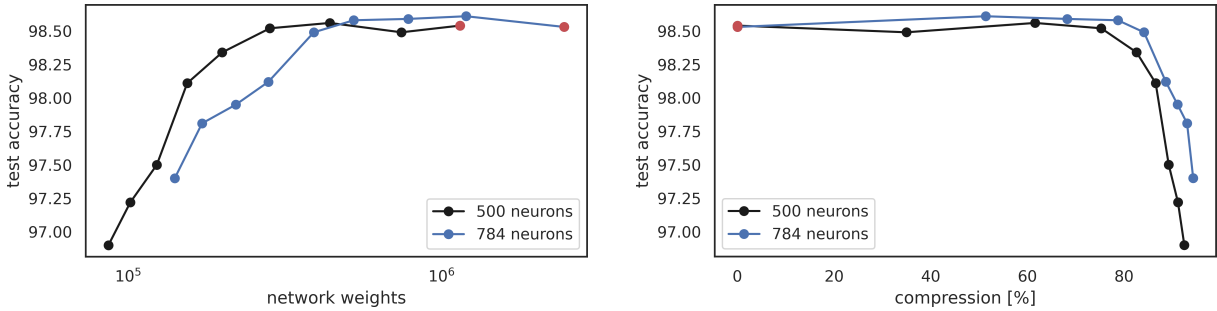 test accuracy
98.50
98.25
98.00
97.75
97.50
97.25
97.00
10⁵
10⁶
network weights
500 neurons
784 neurons
test accuracy
98.50
98.25
98.00
97.75
97.50
97.25
97.00
0
20
40
60
80
compression [%]
500 neurons
784 neurons